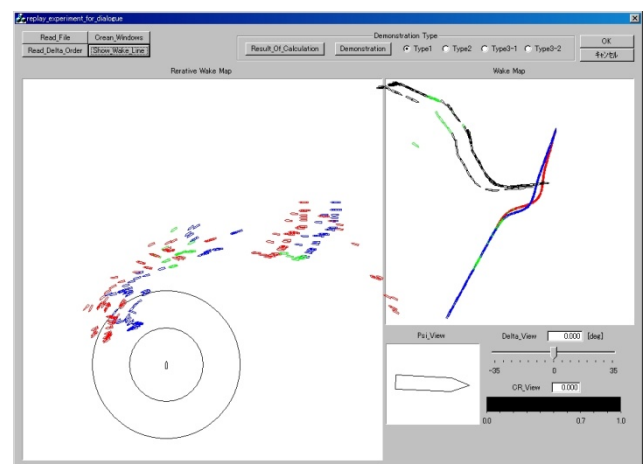 replay_experiment_for_dialogue
Read_File
Crean_Windows
Read_Delta_Order
Show_Wake_Line
Demonstration Type
Result_Of_Calculation
Demonstration
Type1
Type2
Type3-1
Type3-2
OK
キャンセル
Rerative Wake Map
Wake Map
Psi_View
Delta_View
0.000
[deg]
-35
0
35
CR_View
0.000
0.0
0.7
1.0